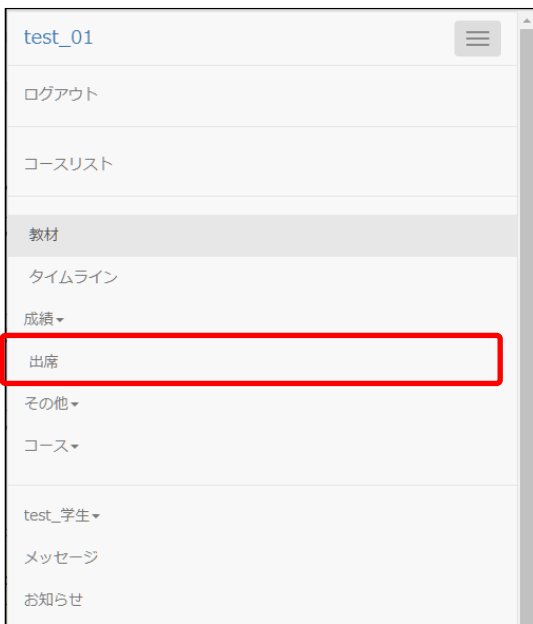 test_01
ログアウト
コースリスト
教材
タイムライン
成績▾
出席
その他▾
コース▾
test_学生▾
メッセージ
お知らせ